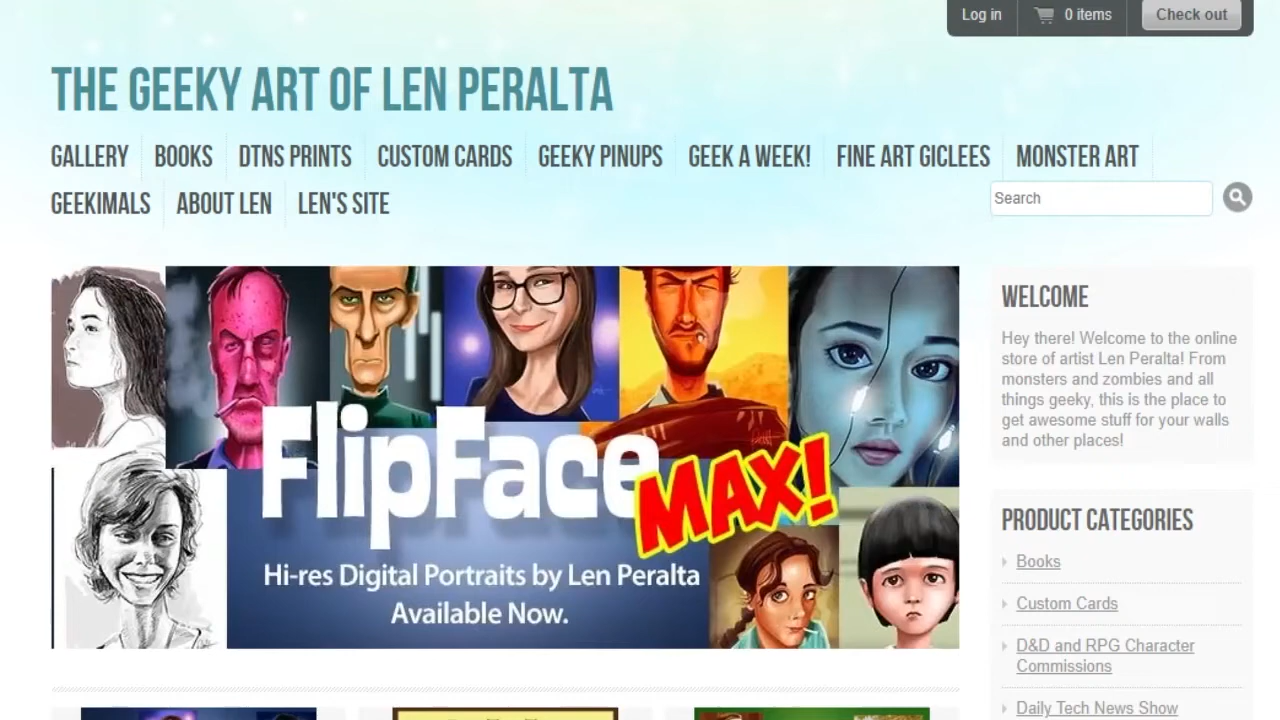 Log in
0 items
Check out
THE GEEKY ART OF LEN PERALTA
GALLERY BOOKS DTNS PRINTS CUSTOM CARDS GEEKY PINUPS GEEK A WEEK! FINE ART GICLEES MONSTER ART
GEEKIMALS ABOUT LEN LEN'S SITE
Search
FlipFace
MAX!
Hi-res Digital Portraits by Len Peralta
Available Now.
WELCOME
Hey there! Welcome to the online
store of artist Len Peralta! From
monsters and zombies and all
things geeky, this is the place to
get awesome stuff for your walls
and other places!
PRODUCT CATEGORIES
Books
Custom Cards
D&D and RPG Character
Commissions
Daily Tech News Show